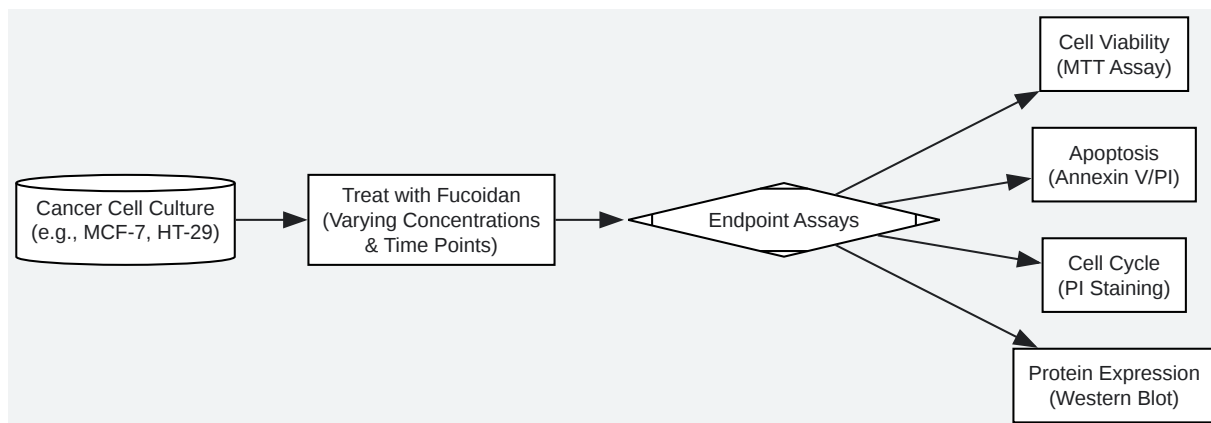 Cancer Cell Culture
(e.g., MCF-7, HT-29)
Treat with Fucoidan
(Varying Concentrations
& Time Points)
Endpoint Assays
Cell Viability
(MTT Assay)
Apoptosis
(Annexin V/PI)
Cell Cycle
(PI Staining)
Protein Expression
(Western Blot)